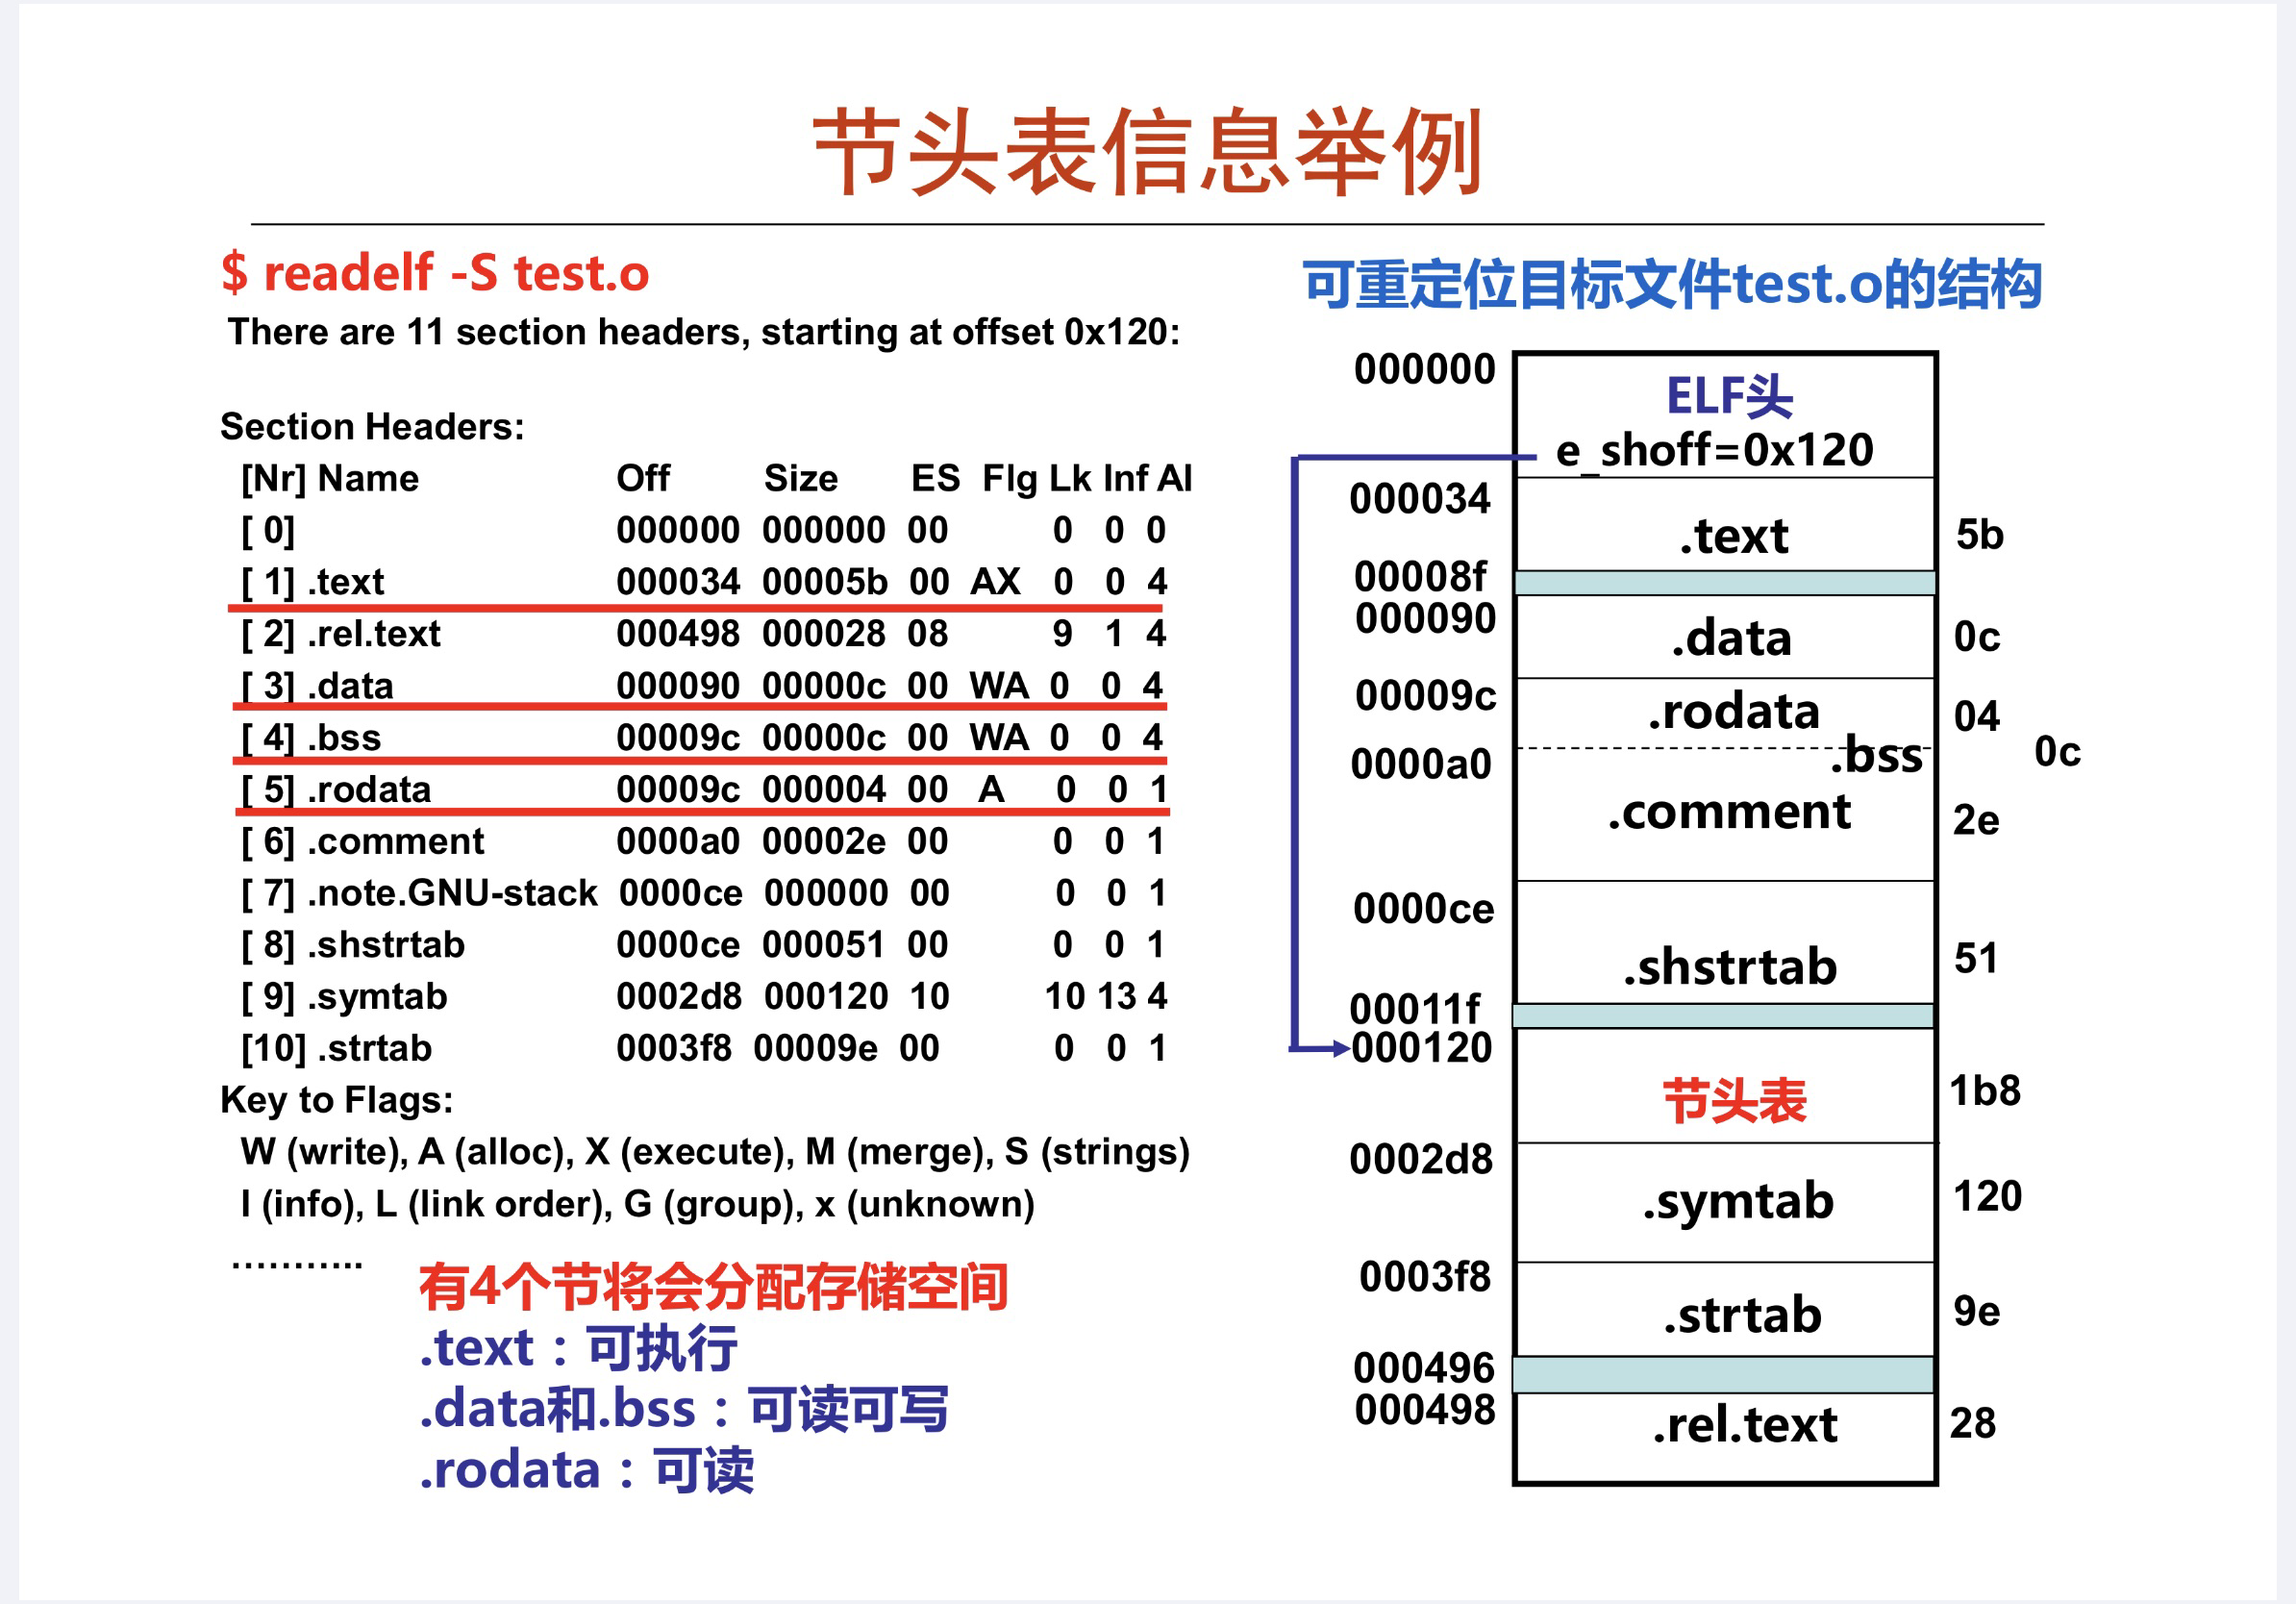 节头表信息举例
$ readelf -S test.o
There are 11 section headers, starting at offset 0x120:
Section Headers:
[Nr] Name Off Size ES Flg Lk Inf Al
[ 0] 000000 000000 00 0 0 0
[ 1] .text 000034 00005b 00 AX 0 0 4
[ 2] .rel.text 000498 000028 08 9 1 4
[ 3] .data 000090 00000c 00 WA 0 0 4
[ 4] .bss 00009c 00000c 00 WA 0 0 4
[ 5] .rodata 00009c 000004 00 A 0 0 1
[ 6] .comment 0000a0 00002e 00 0 0 1
[ 7] .note.GNU-stack 0000ce 000000 00 0 0 1
[ 8] .shstrtab 0000ce 000051 00 0 0 1
[ 9] .symtab 0002d8 000120 10 10 13 4
[10] .strtab 0003f8 00009e 00 0 0 1
Key to Flags:
W (write), A (alloc), X (execute), M (merge), S (strings)
I (info), L (link order), G (group), x (unknown)
………..
有4个节将会分配存储空间
.text：可执行
.data和.bss：可读可写
.rodata：可读
可重定位目标文件test.o的结构
000000
ELF头
e_shoff=0x120
000034
.text 5b
00008f
000090
.data 0c
00009c
.rodata 04
.bss 0c
0000a0
.comment 2e
0000ce
.shstrtab 51
00011f
000120
节头表 1b8
0002d8
.symtab 120
0003f8
.strtab 9e
000496
000498
.rel.text 28